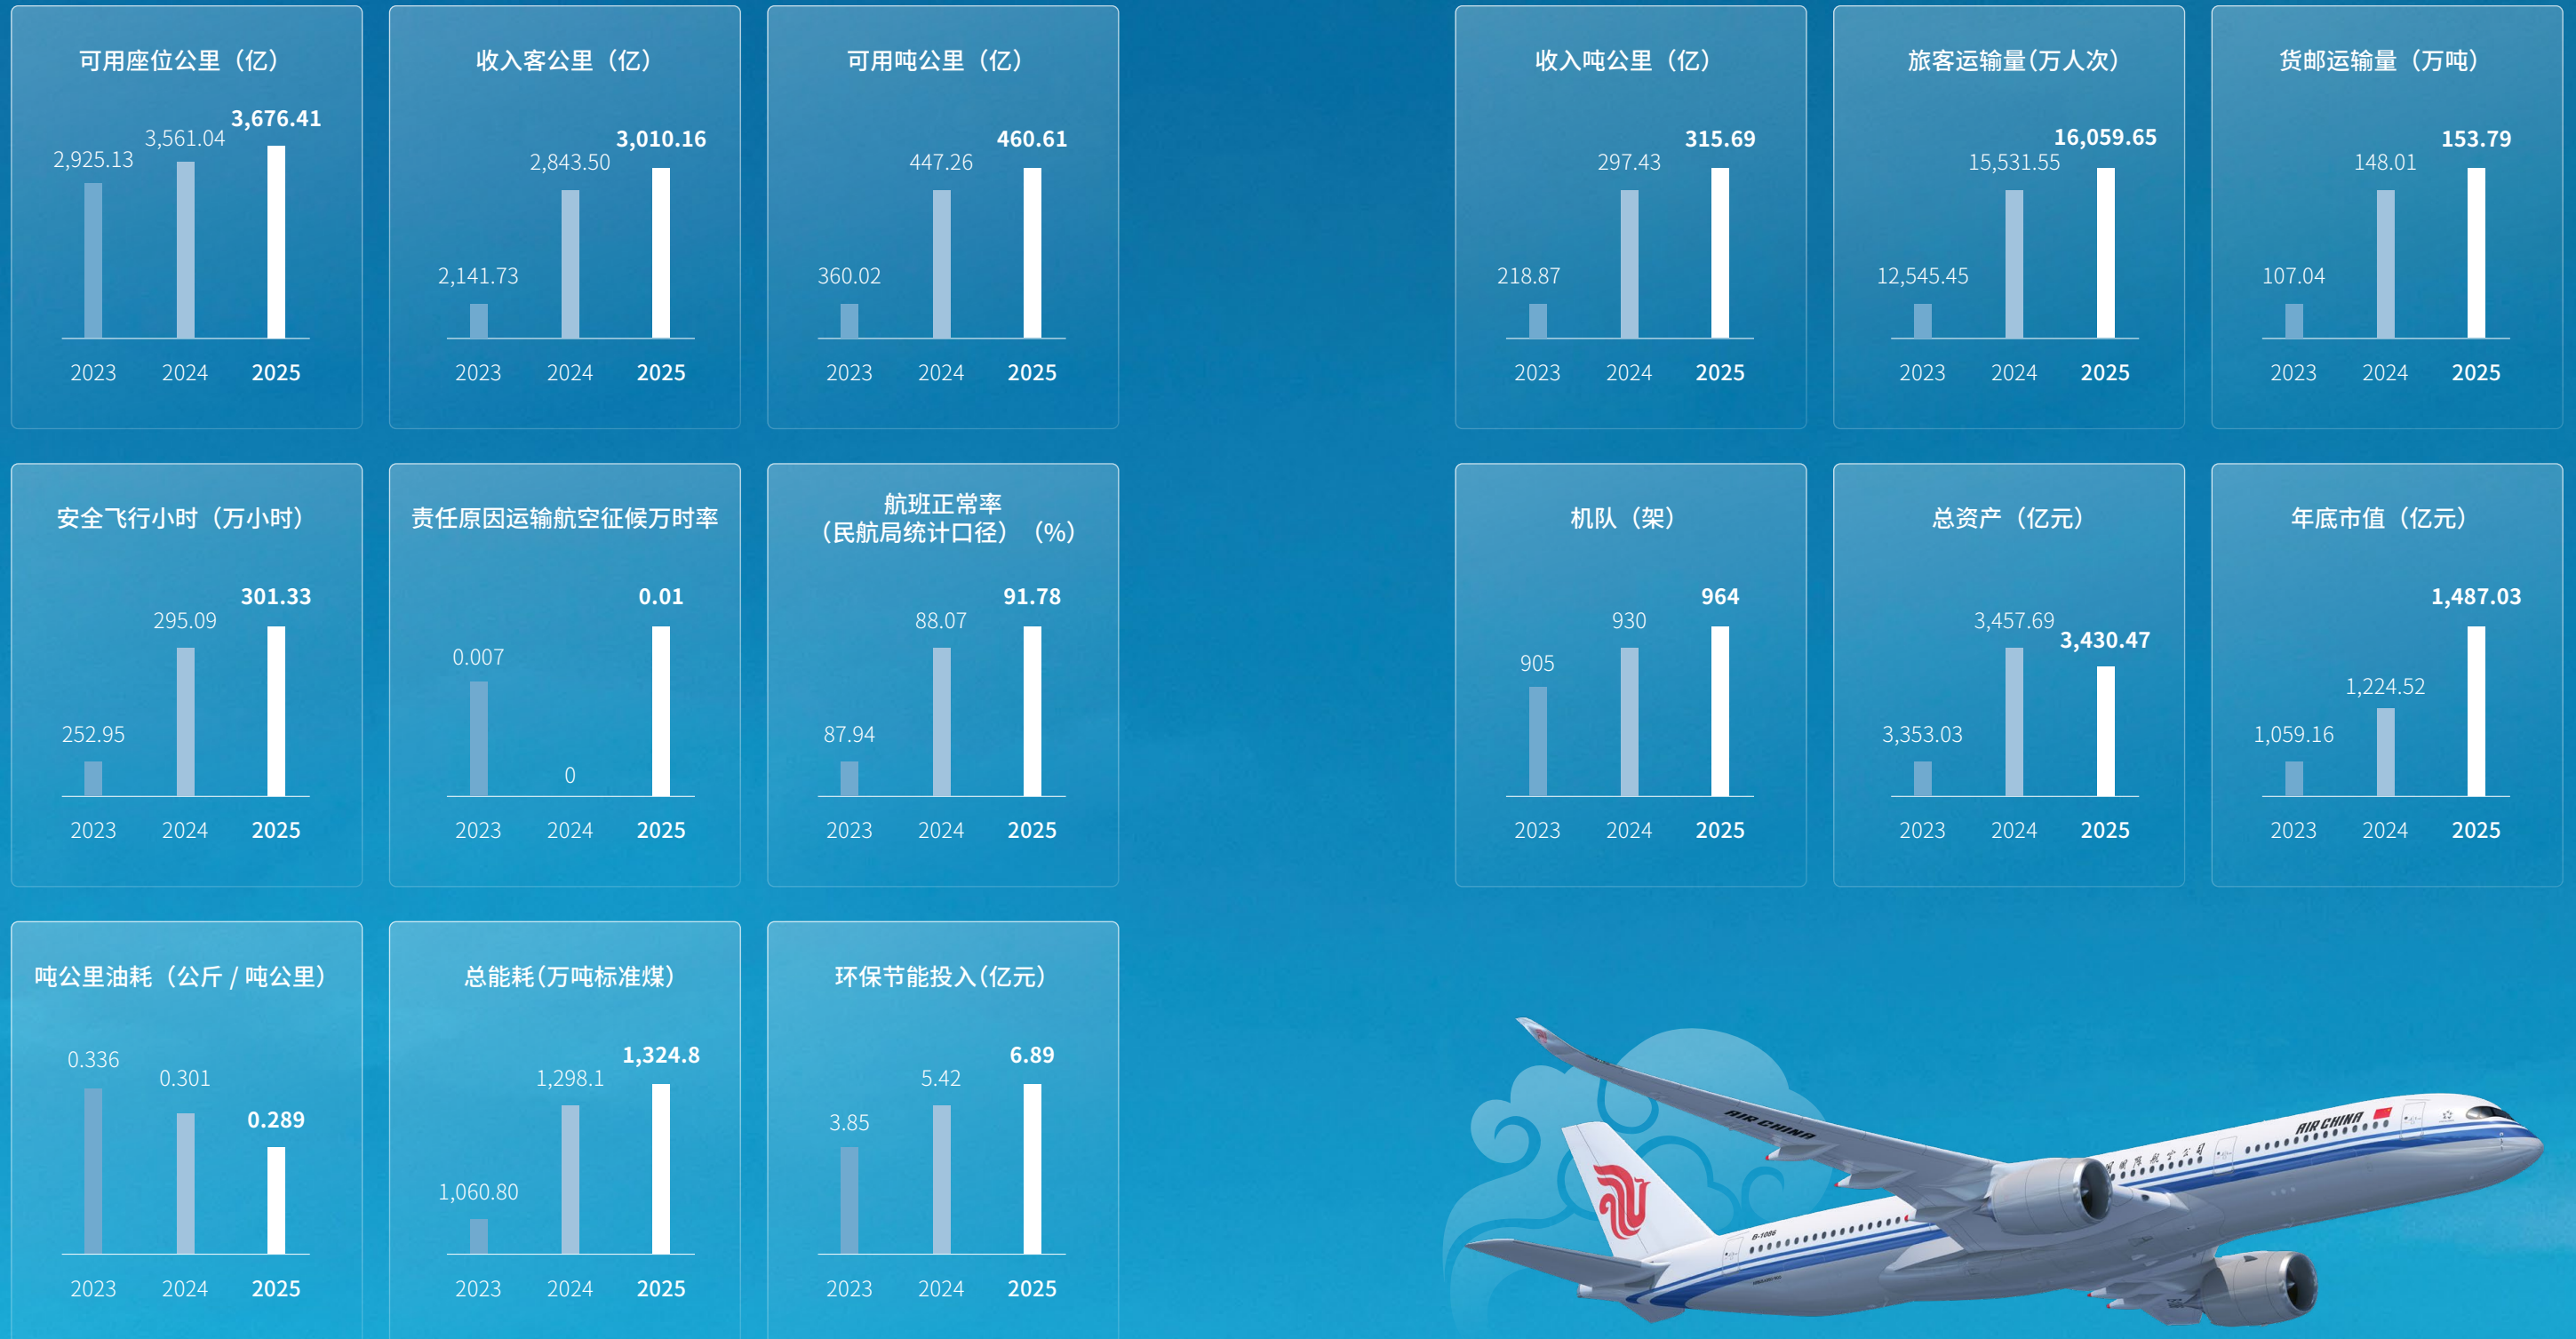 可用座位公里（亿）
3,676.41
3,561.04
2,925.13
2023 2024 2025
收入客公里（亿）
3,010.16
2,843.50
2,141.73
2023 2024 2025
可用吨公里（亿）
460.61
447.26
360.02
2023 2024 2025
收入吨公里（亿）
315.69
297.43
218.87
2023 2024 2025
旅客运输量（万人次）
16,059.65
15,531.55
12,545.45
2023 2024 2025
货邮运输量（万吨）
153.79
148.01
107.04
2023 2024 2025
安全飞行小时（万小时）
301.33
295.09
252.95
2023 2024 2025
责任原因运输航空征候万时率
0.01
0.007
0
2023 2024 2025
航班正常率
（民航局统计口径）（%）
91.78
88.07
87.94
2023 2024 2025
机队（架）
964
930
905
2023 2024 2025
总资产（亿元）
3,457.69
3,430.47
3,353.03
2023 2024 2025
年底市值（亿元）
1,487.03
1,224.52
1,059.16
2023 2024 2025
吨公里油耗（公斤 / 吨公里）
0.336
0.301
0.289
2023 2024 2025
总能耗（万吨标准煤）
1,324.8
1,298.1
1,060.80
2023 2024 2025
环保节能投入（亿元）
6.89
5.42
3.85
2023 2024 2025
AIR CHINA
AIR CHINA
国际航空公司
B-1086